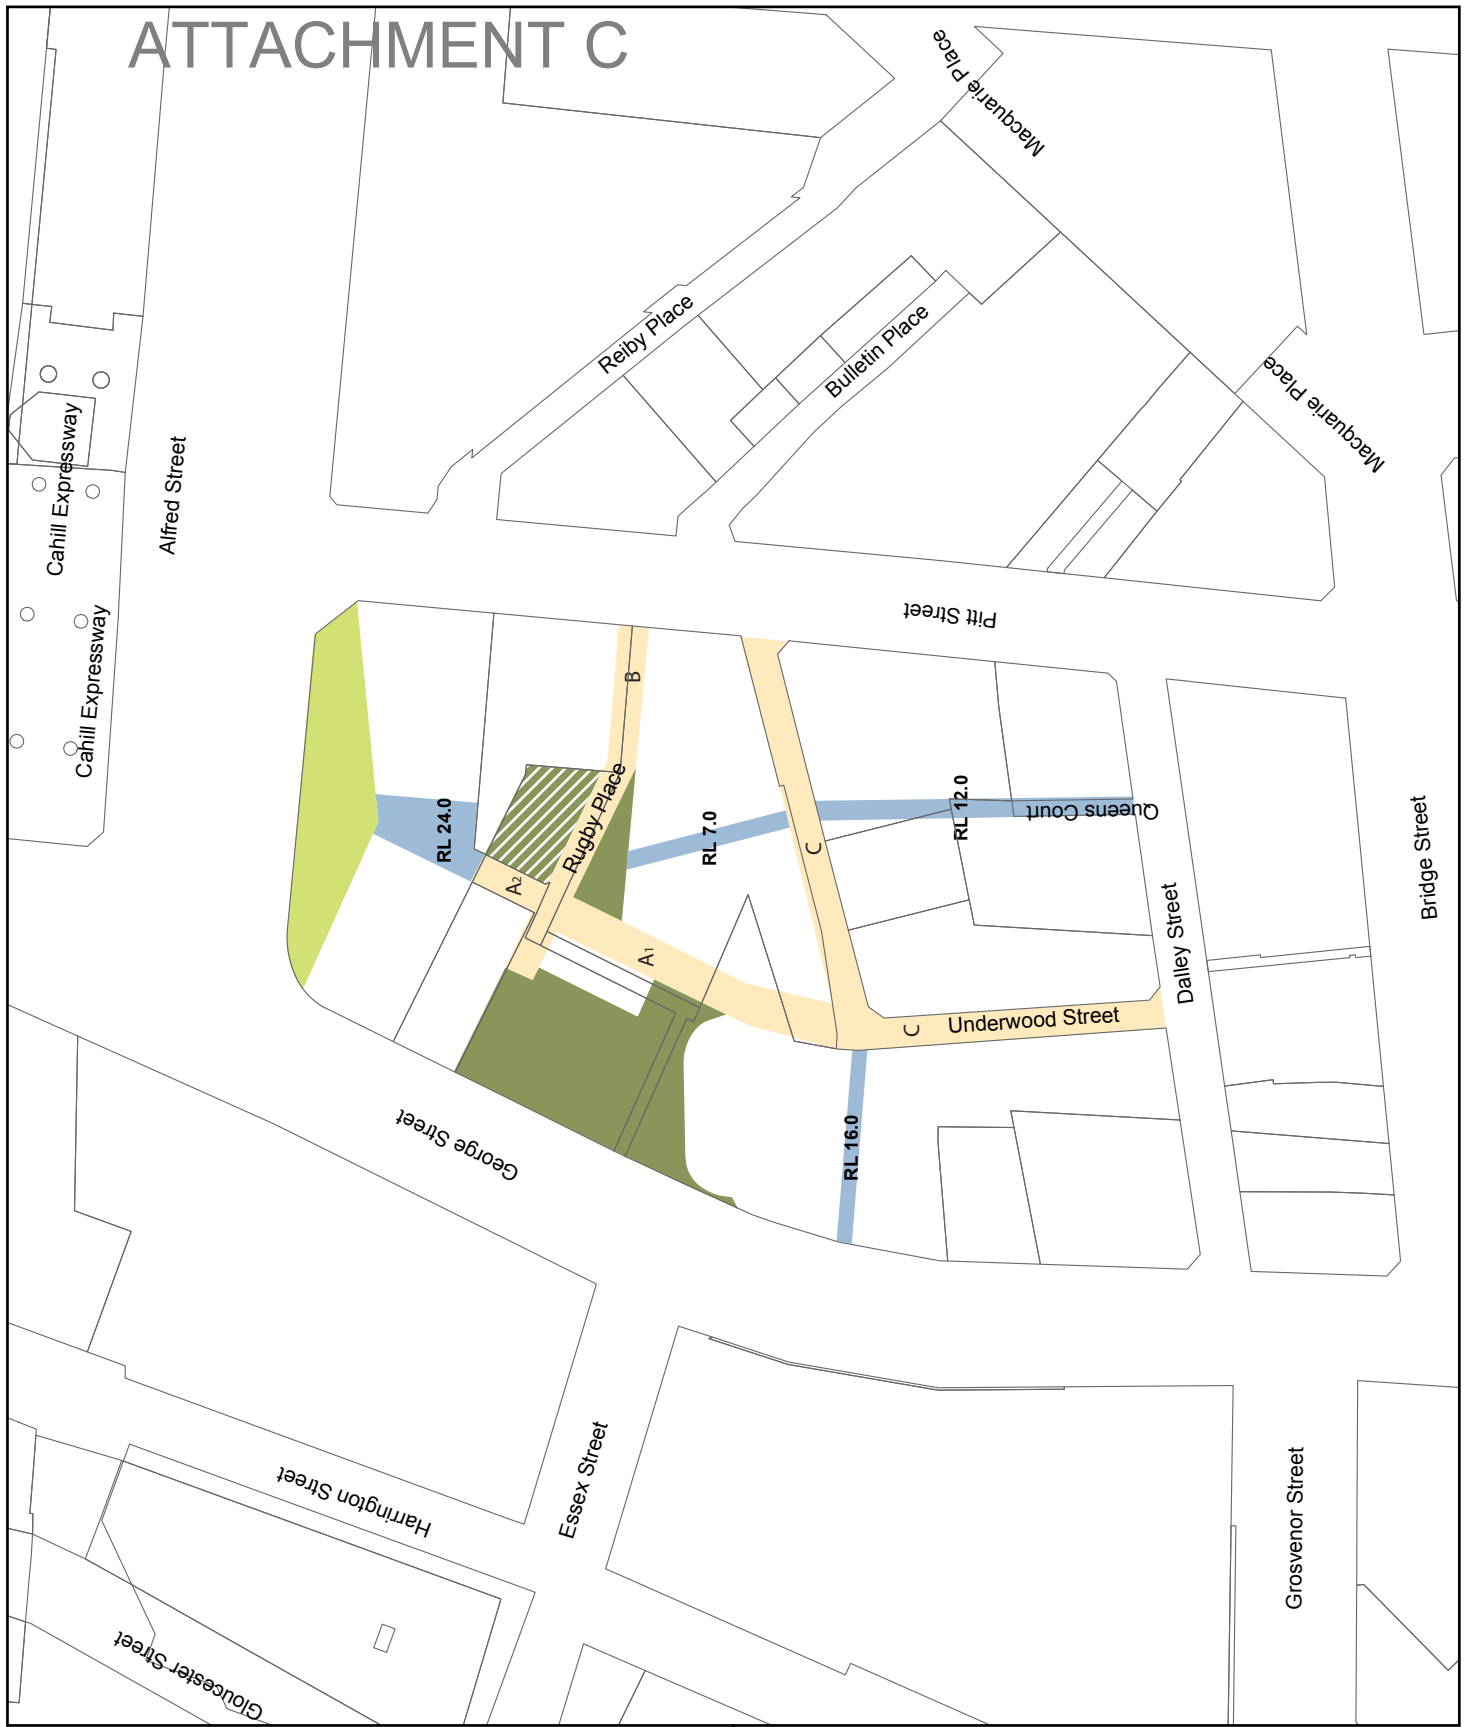 ATTACHMENT C
Macquarie Place
Reiby Place
Bulletin Place
Macquarie Place
Cahill Expressway
Alfred Street
Cahill Expressway
Pitt Street
B
Rugby Place
RL 24.0
RL 7.0
RL 12.0
Queens Court
C
A2
A1
Bridge Street
Dalley Street
C
Underwood Street
George Street
RL 16.0
Harrington Street
Essex Street
Grosvenor Street
Gloucester Street